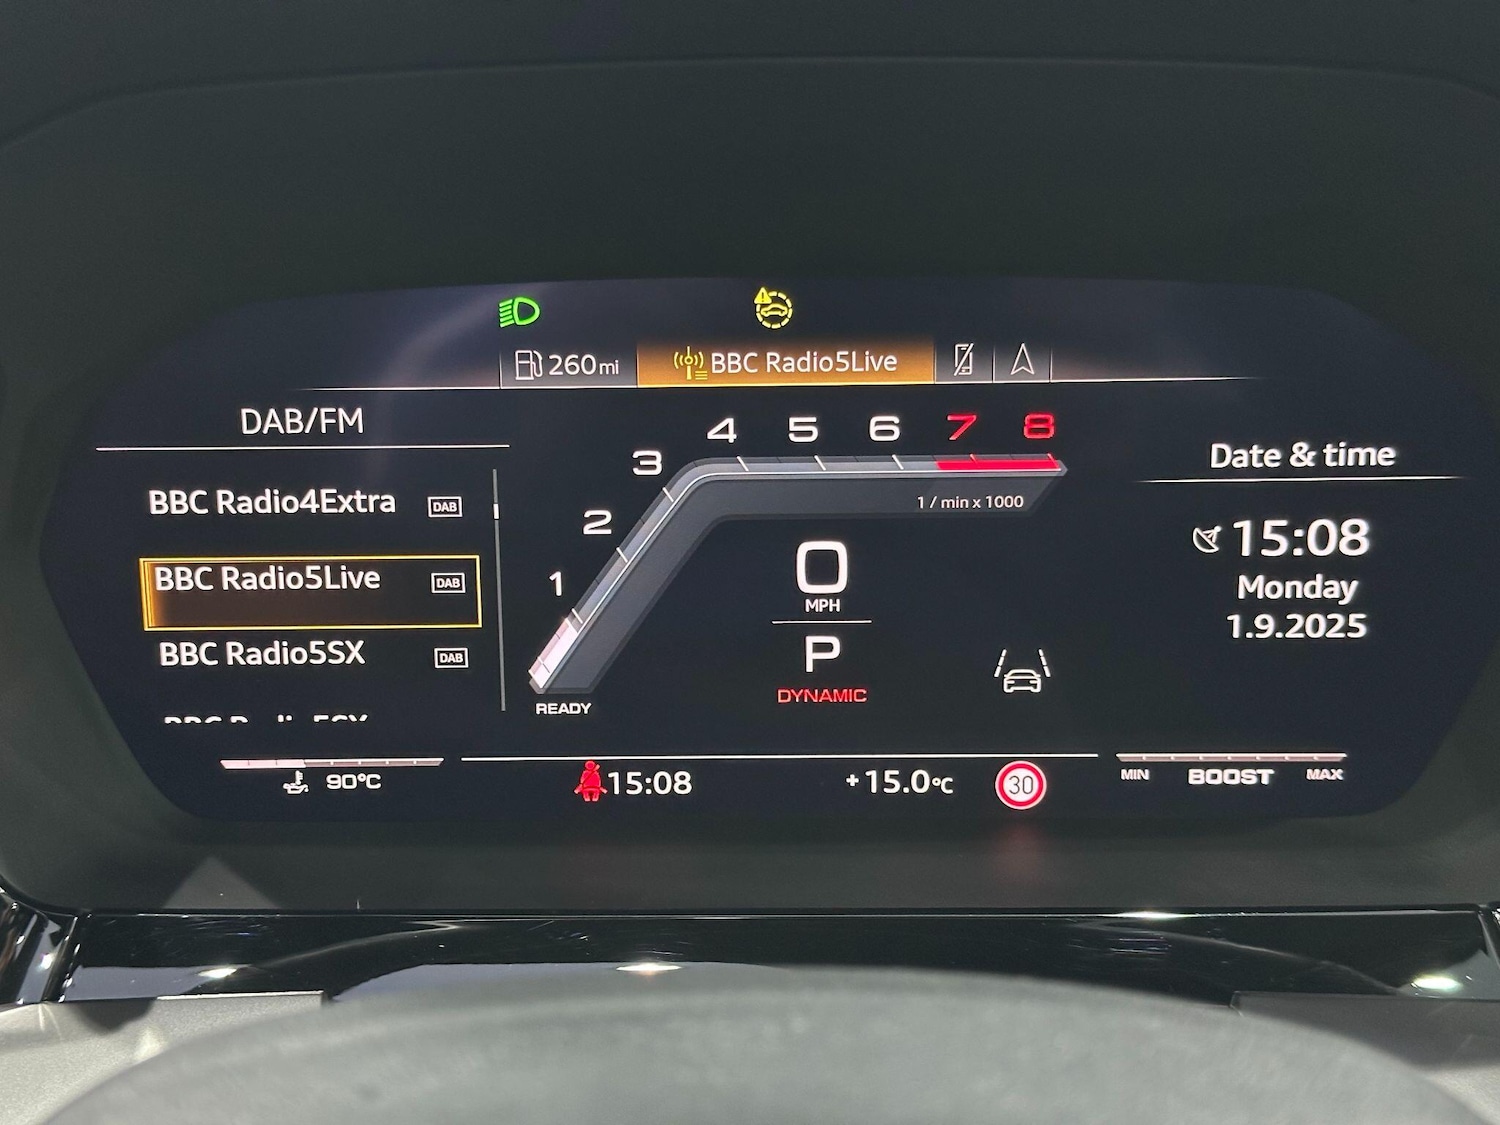 260mi
BBC Radio5Live
DAB/FM
BBC Radio4Extra DAB
BBC Radio5Live DAB
BBC Radio5SX DAB
1 2 3 4 5 6 7 8
1 / min x 1000
0
MPH
P
DYNAMIC
READY
Date & time
15:08
Monday
1.9.2025
90°C
15:08
+15.0°C
30
MIN BOOST MAX